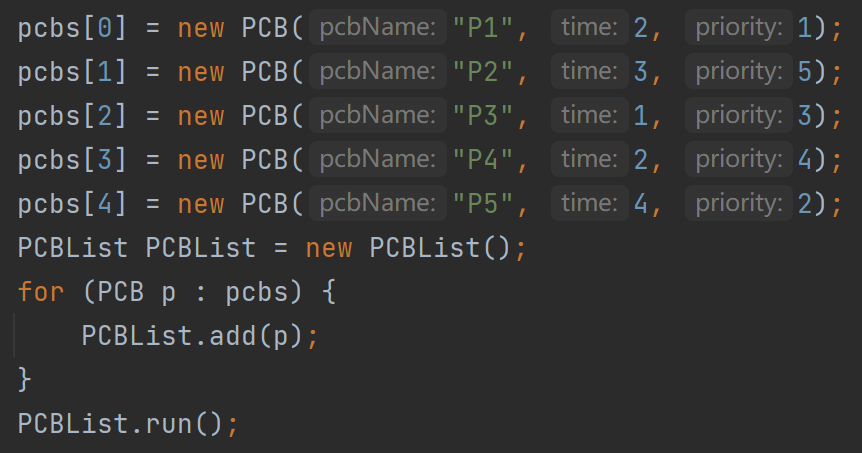 pcbs[0] = new PCB( pcbName: "P1", time: 2, priority: 1);
pcbs[1] = new PCB( pcbName: "P2", time: 3, priority: 5);
pcbs[2] = new PCB( pcbName: "P3", time: 1, priority: 3);
pcbs[3] = new PCB( pcbName: "P4", time: 2, priority: 4);
pcbs[4] = new PCB( pcbName: "P5", time: 4, priority: 2);
PCBList PCBList = new PCBList();
for (PCB p : pcbs) {
    PCBList.add(p);
}
PCBList.run();